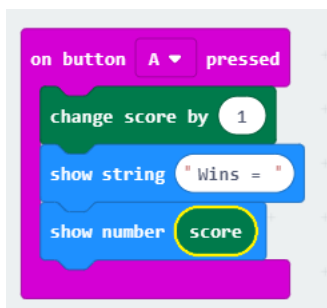 on button A pressed
change score by 1
show string "Wins = "
show number score